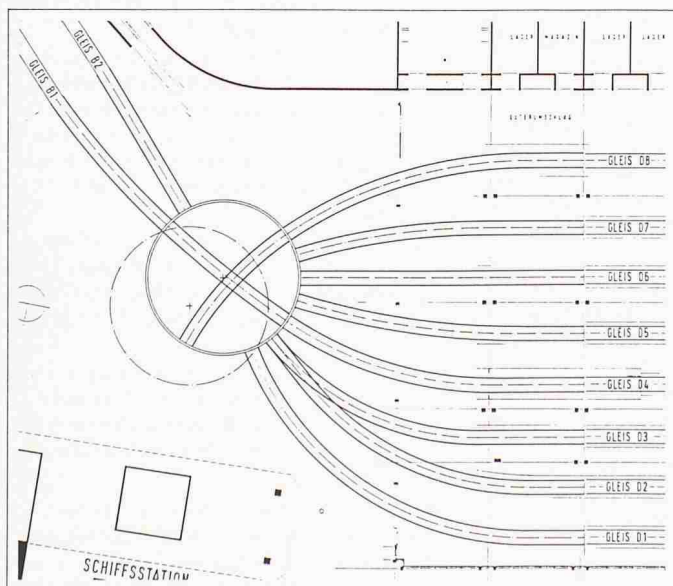 GLEIS B2
GLEIS B1
LAGER MAGAZIN LAGER LAGER
GÜTERUMSCHLAG
GLEIS D8
GLEIS D7
GLEIS D6
GLEIS D5
GLEIS D4
GLEIS D3
GLEIS D2
GLEIS D1
SCHIFFSSTATION